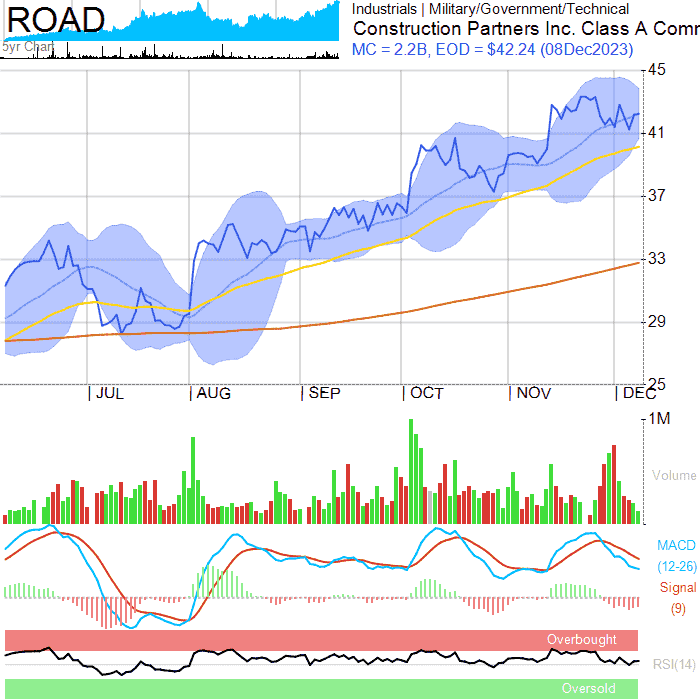 ROAD
5yr Chart
Industrials | Military/Government/Technical
Construction Partners Inc. Class A Comm
MC = 2.2B, EOD = $42.24 (08Dec2023)
45
41
37
33
29
25
JUL AUG SEP OCT NOV DEC
1M
Volume
MACD
(12-26)
Signal
(9)
Overbought
RSI(14)
Oversold